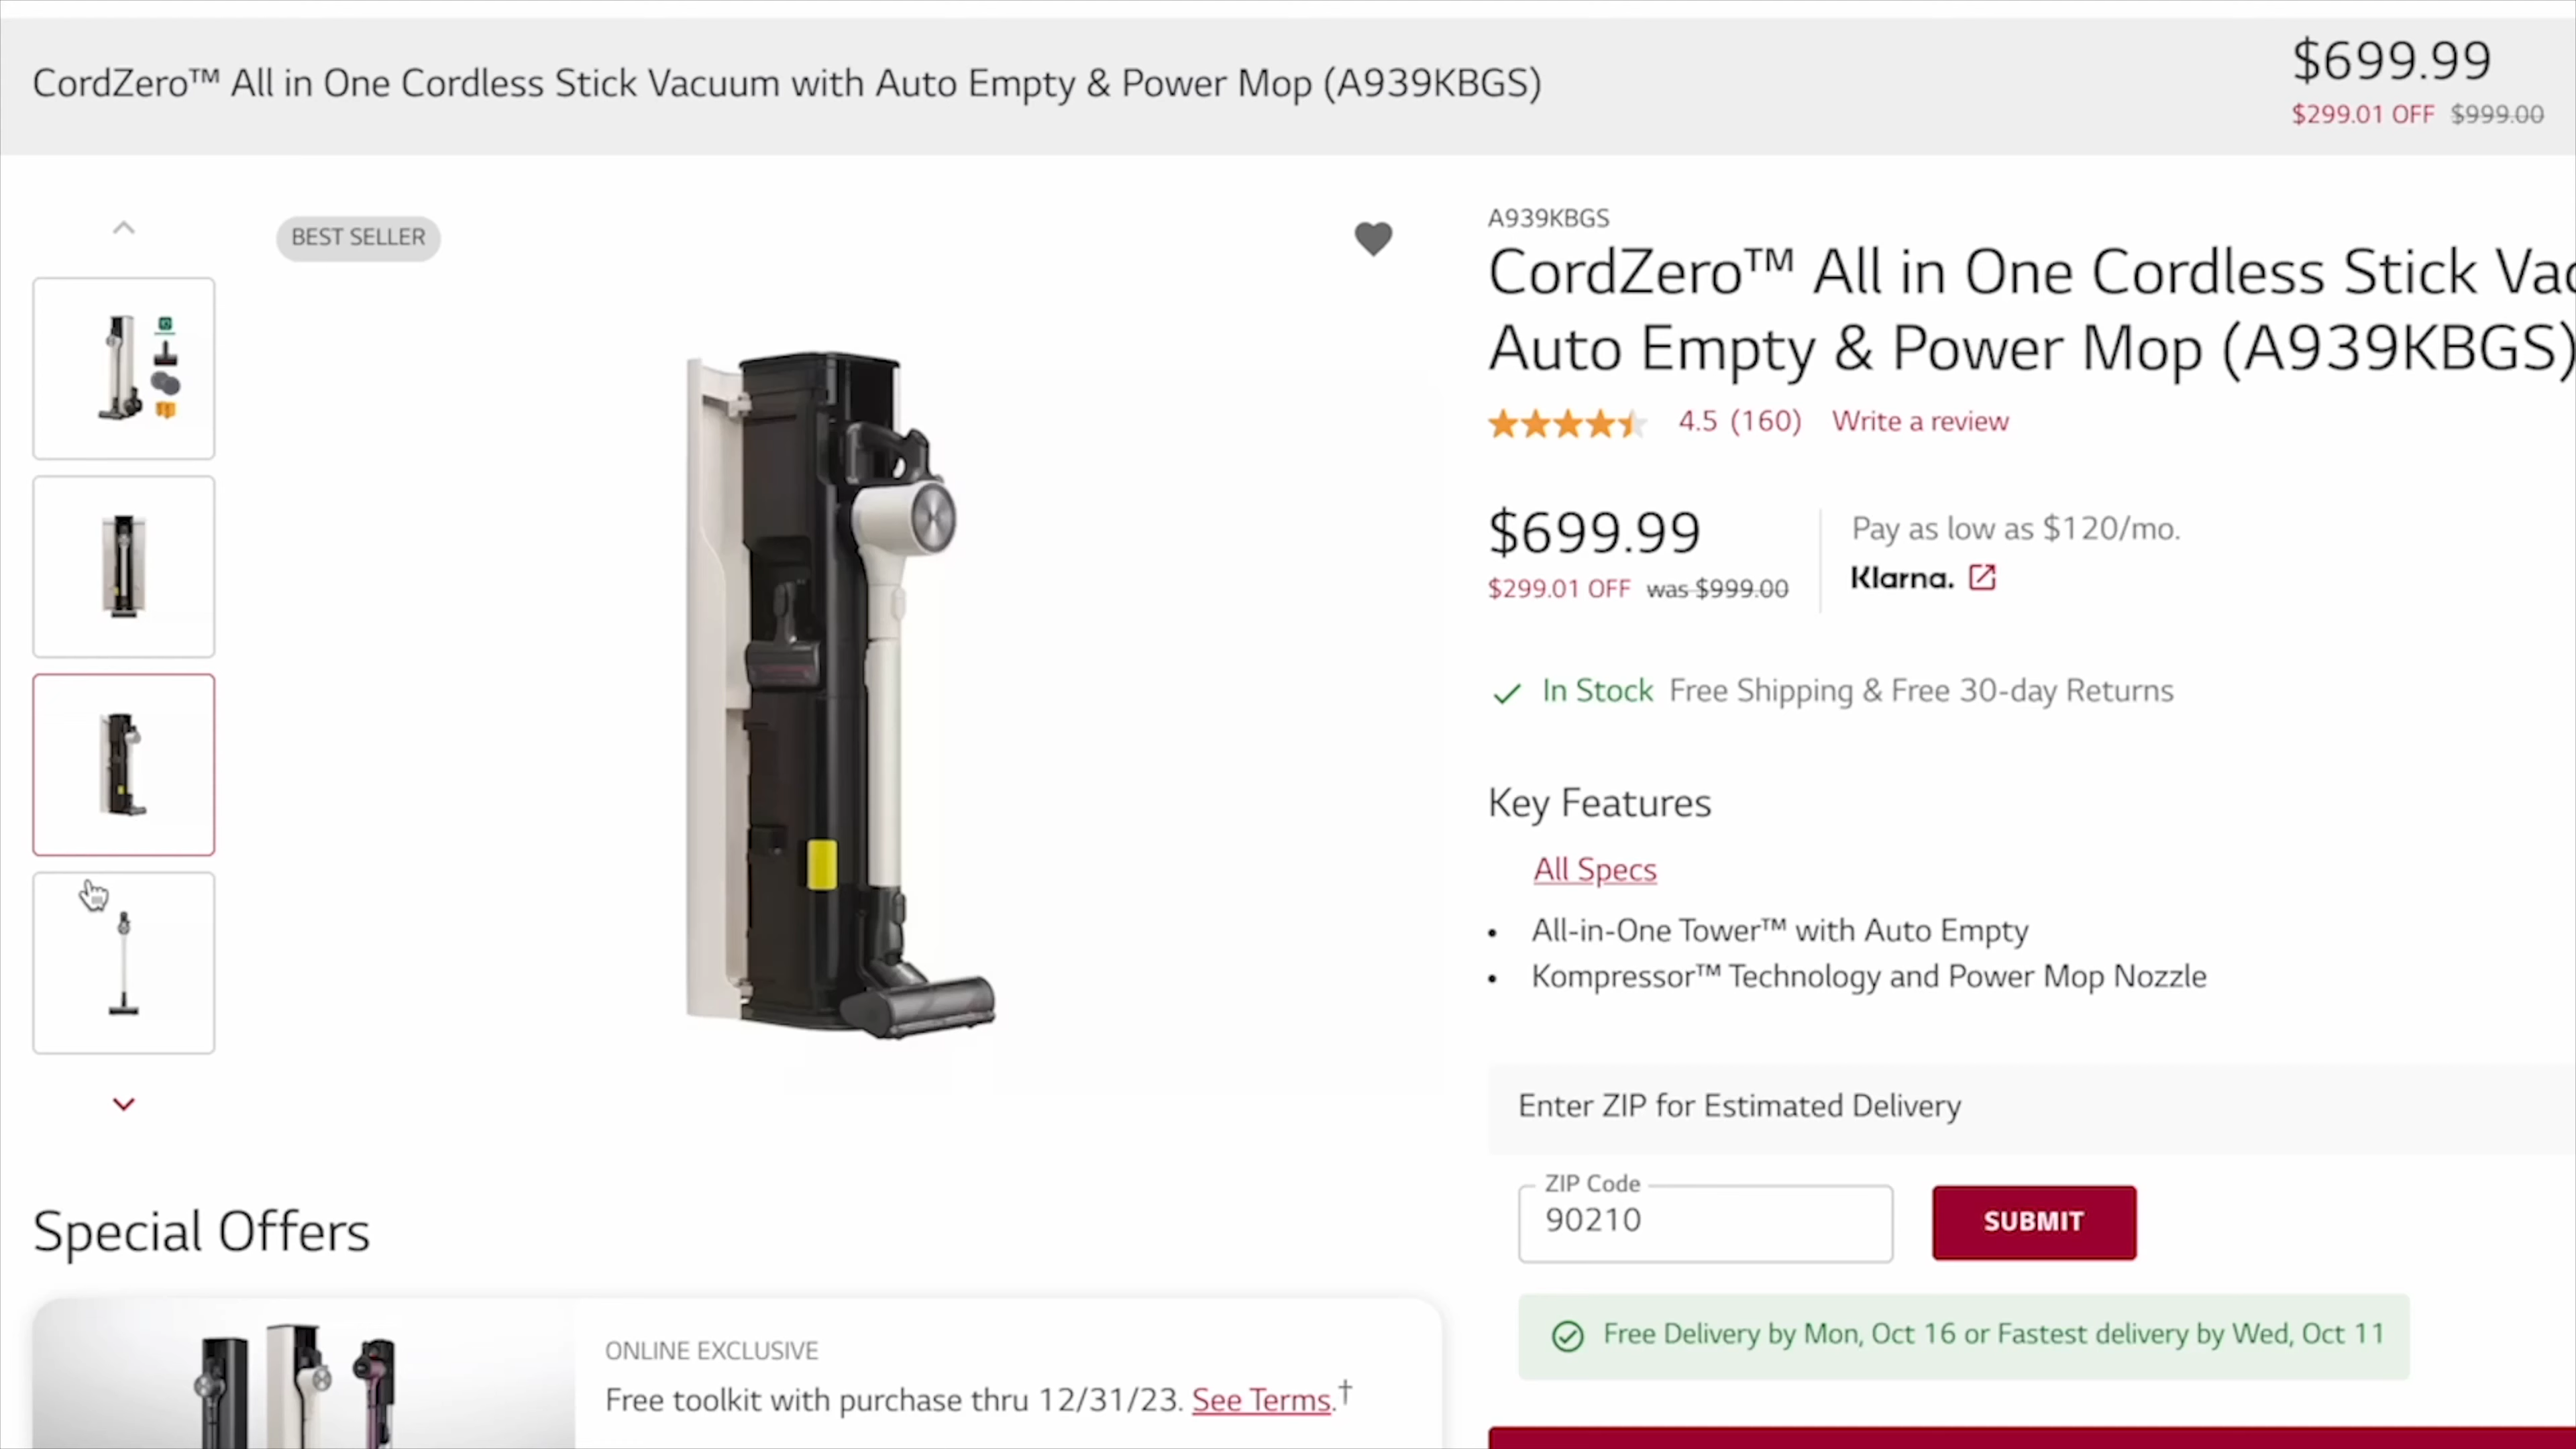 CordZero™ All in One Cordless Stick Vacuum with Auto Empty & Power Mop (A939KBGS)
$699.99
$299.01 OFF $999.00
BEST SELLER
A939KBGS
CordZero™ All in One Cordless Stick Vac
Auto Empty & Power Mop (A939KBGS)
4.5 (160) Write a review
$699.99
$299.01 OFF was $999.00
Pay as low as $120/mo.
Klarna.
In Stock Free Shipping & Free 30-day Returns
Key Features
All Specs
• All-in-One Tower™ with Auto Empty
• Kompressor™ Technology and Power Mop Nozzle
Enter ZIP for Estimated Delivery
ZIP Code
90210
SUBMIT
Free Delivery by Mon, Oct 16 or Fastest delivery by Wed, Oct 11
Special Offers
ONLINE EXCLUSIVE
Free toolkit with purchase thru 12/31/23. See Terms.†